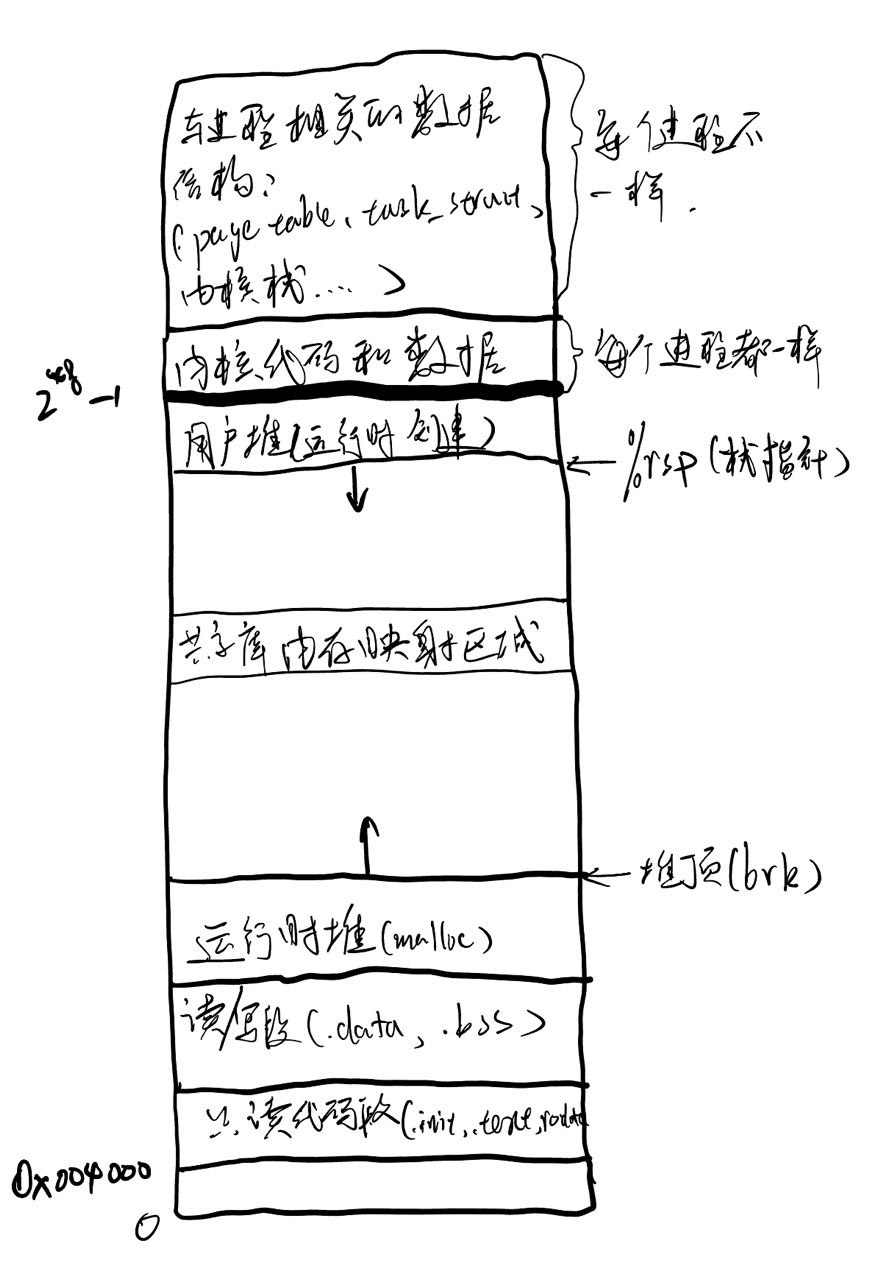 与进程相关的数据
结构:
(page table、task_struct、
内核栈....)
每个进程不
一样.
内核代码和数据
每个进程都一样
2^48-1
用户堆(运行时创建)
%rsp(栈指针)
共享库内存映射区域
堆顶(brk)
运行时堆(malloc)
读/写段(.data, .bss)
只读代码段(.init,.text,rodata
0x004000
0